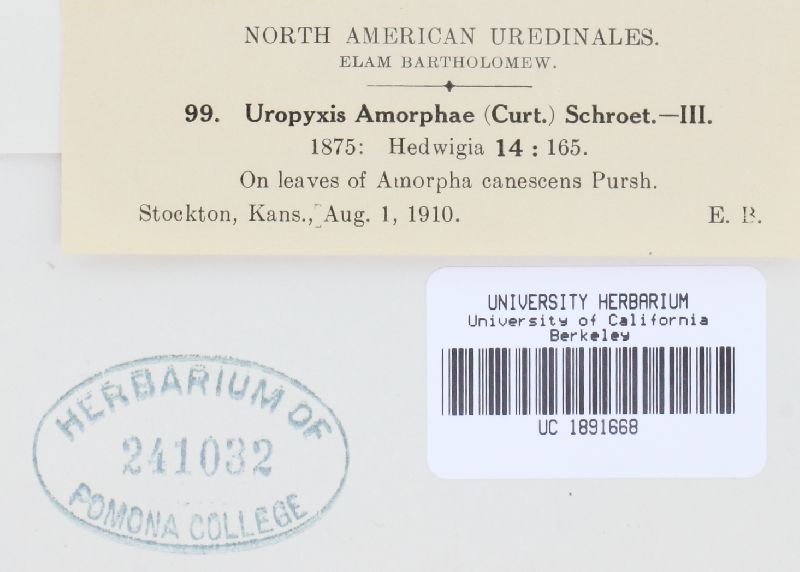 NORTH AMERICAN UREDINALES.
ELAM BARTHOLOMEW.
99. Uropyxis Amorphae (Curt.) Schroet.—III.
1875: Hedwigia 14 : 165.
On leaves of Amorpha canescens Pursh.
Stockton, Kans., Aug. 1, 1910. E. B.
UNIVERSITY HERBARIUM
University of California
Berkeley
UC 1891668
HERBARIUM OF
241032
POMONA COLLEGE